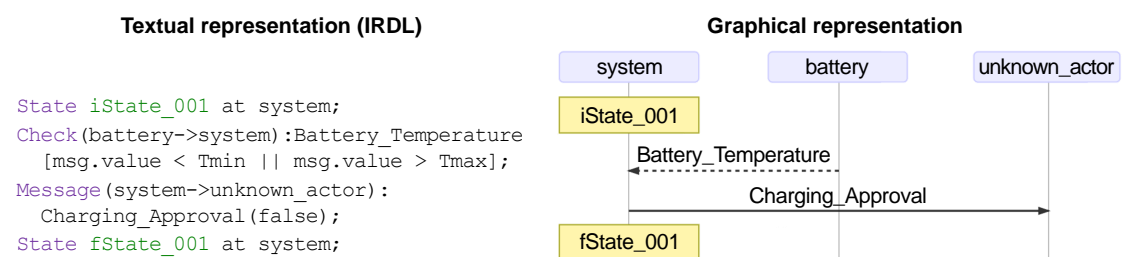 Textual representation (IRDL)
State iState_001 at system;
Check(battery->system):Battery_Temperature
[msg.value < Tmin || msg.value > Tmax];
Message(system->unknown_actor):
Charging_Approval(false);
State fState_001 at system;
Graphical representation
system
battery
unknown_actor
iState_001
Battery_Temperature
Charging_Approval
fState_001